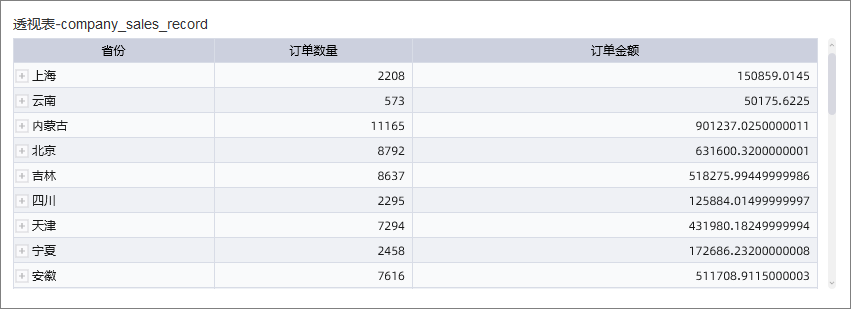 透视表-company_sales_record
省份 订单数量 订单金额
上海 2208 150859.0145
云南 573 50175.6225
内蒙古 11165 901237.0250000011
北京 8792 631600.3200000001
吉林 8637 518275.99449999986
四川 2295 125884.01499999997
天津 7294 431980.18249999994
宁夏 2458 172686.23200000008
安徽 7616 511708.9115000003